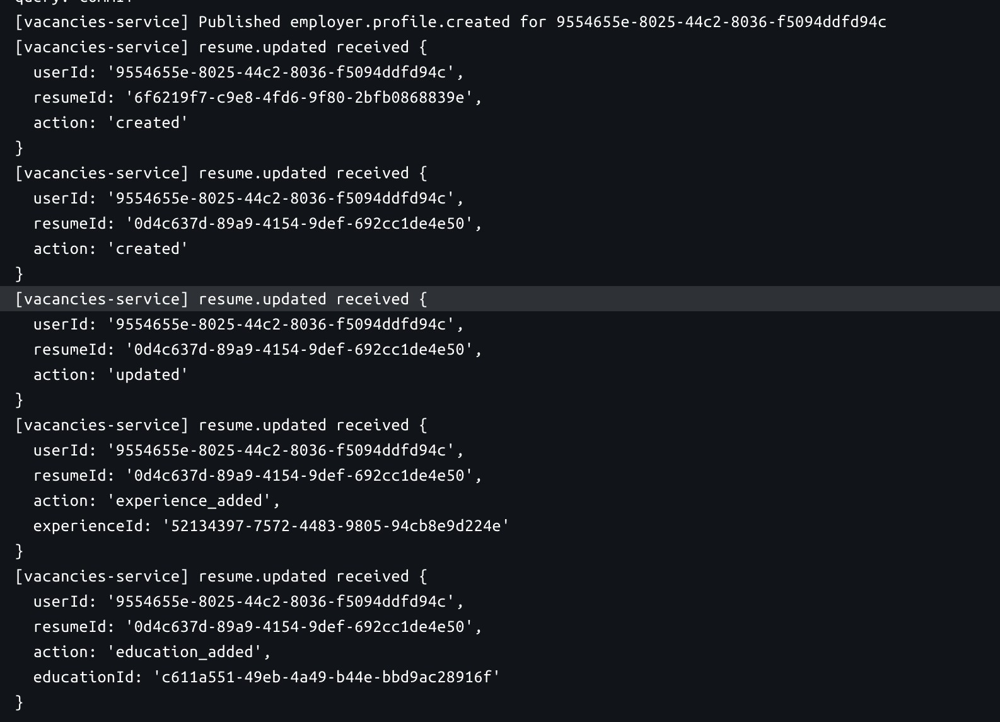 query: COMMIT
[vacancies-service] Published employer.profile.created for 9554655e-8025-44c2-8036-f5094ddfd94c
[vacancies-service] resume.updated received {
  userId: '9554655e-8025-44c2-8036-f5094ddfd94c',
  resumeId: '6f6219f7-c9e8-4fd6-9f80-2bfb0868839e',
  action: 'created'
}
[vacancies-service] resume.updated received {
  userId: '9554655e-8025-44c2-8036-f5094ddfd94c',
  resumeId: '0d4c637d-89a9-4154-9def-692cc1de4e50',
  action: 'created'
}
[vacancies-service] resume.updated received {
  userId: '9554655e-8025-44c2-8036-f5094ddfd94c',
  resumeId: '0d4c637d-89a9-4154-9def-692cc1de4e50',
  action: 'updated'
}
[vacancies-service] resume.updated received {
  userId: '9554655e-8025-44c2-8036-f5094ddfd94c',
  resumeId: '0d4c637d-89a9-4154-9def-692cc1de4e50',
  action: 'experience_added',
  experienceId: '52134397-7572-4483-9805-94cb8e9d224e'
}
[vacancies-service] resume.updated received {
  userId: '9554655e-8025-44c2-8036-f5094ddfd94c',
  resumeId: '0d4c637d-89a9-4154-9def-692cc1de4e50',
  action: 'education_added',
  educationId: 'c611a551-49eb-4a49-b44e-bbd9ac28916f'
}